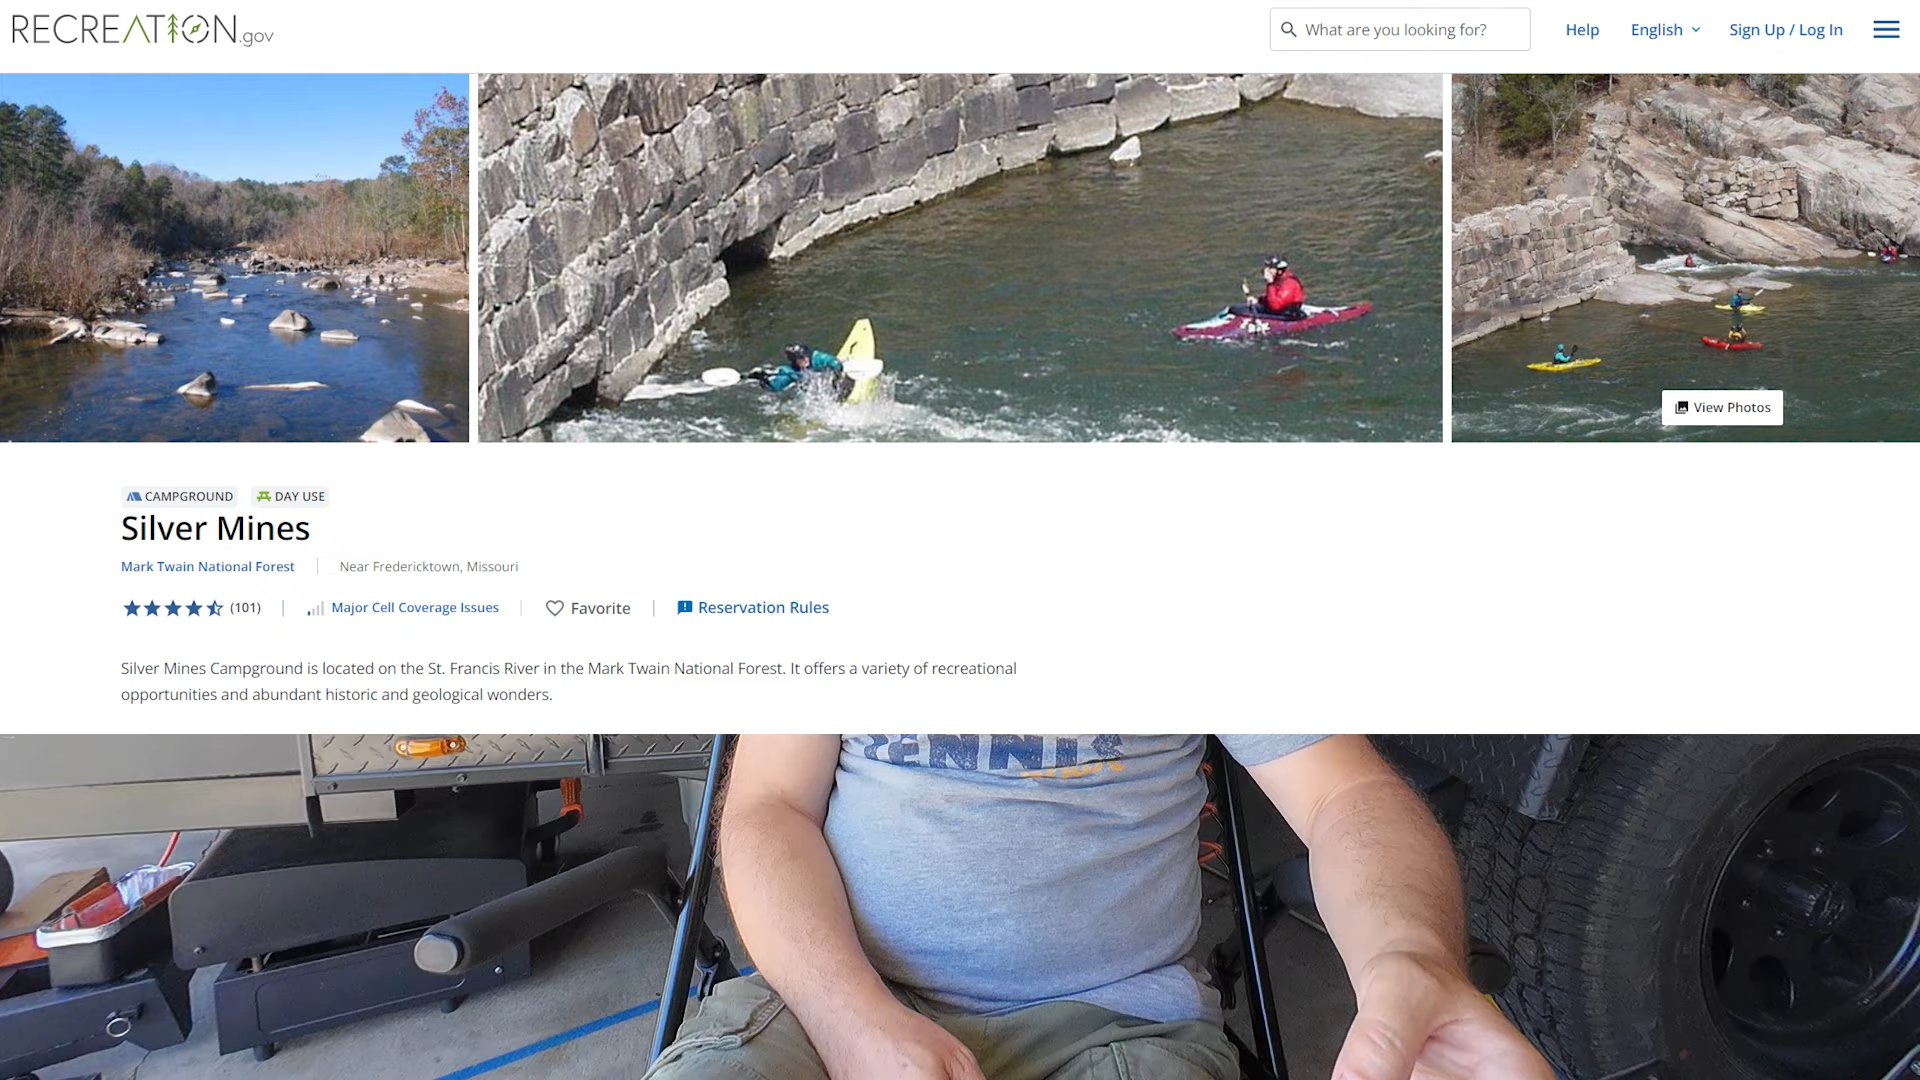 RECREATION.gov
What are you looking for?
Help
English
Sign Up / Log In
View Photos
CAMPGROUND
DAY USE
Silver Mines
Mark Twain National Forest
Near Fredericktown, Missouri
(101)
Major Cell Coverage Issues
Favorite
Reservation Rules
Silver Mines Campground is located on the St. Francis River in the Mark Twain National Forest. It offers a variety of recreational
opportunities and abundant historic and geological wonders.